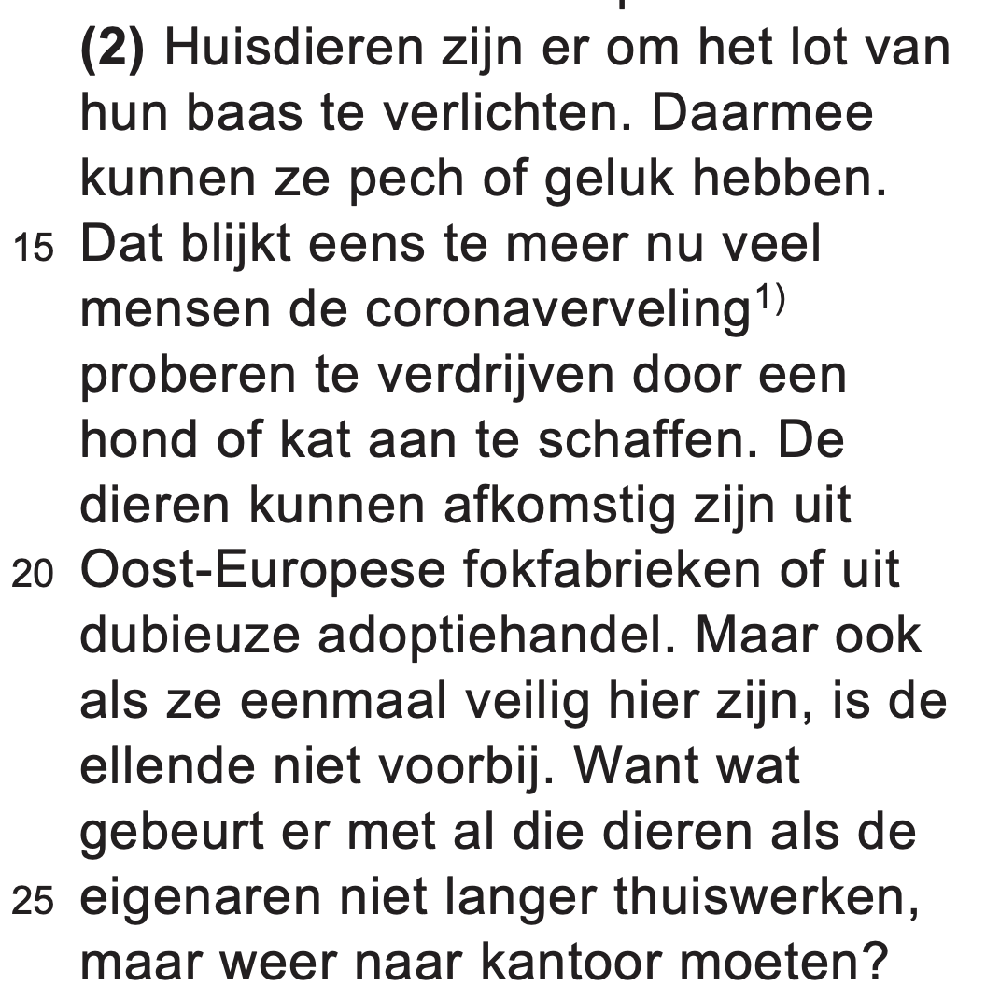 (2) Huisdieren zijn er om het lot van
hun baas te verlichten. Daarmee
kunnen ze pech of geluk hebben.
15 Dat blijkt eens te meer nu veel
mensen de coronaverveling1)
proberen te verdrijven door een
hond of kat aan te schaffen. De
dieren kunnen afkomstig zijn uit
20 Oost-Europese fokfabrieken of uit
dubieuze adoptiehandel. Maar ook
als ze eenmaal veilig hier zijn, is de
ellende niet voorbij. Want wat
gebeurt er met al die dieren als de
25 eigenaren niet langer thuiswerken,
maar weer naar kantoor moeten?